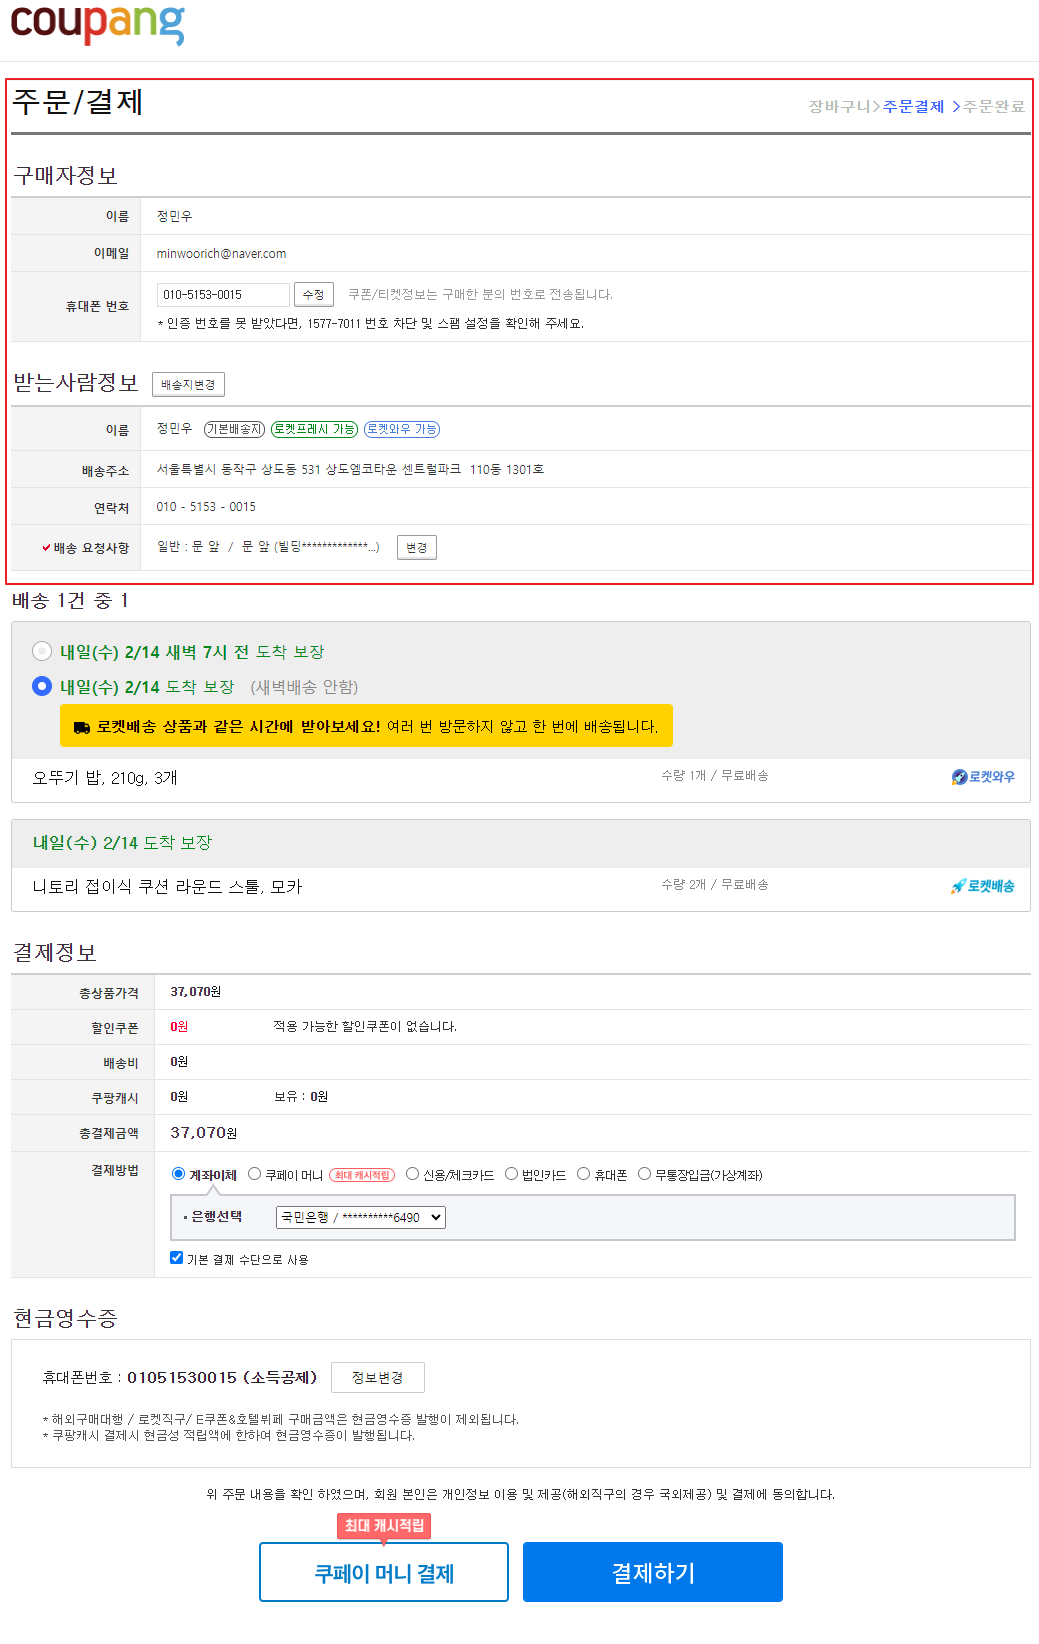 coupang
주문/결제
장바구니>주문결제 >주문완료
구매자정보
이름 정민우
이메일 minwoorich@naver.com
휴대폰 번호 010-5153-0015 수정 쿠폰/티켓정보는 구매한 분의 번호로 전송됩니다.
* 인증 번호를 못 받았다면, 1577-7011 번호 차단 및 스팸 설정을 확인해 주세요.
받는사람정보 배송지변경
이름 정민우 기본배송지 로켓프레시 가능 로켓와우 가능
배송주소 서울특별시 동작구 상도동 531 상도엠코타운 센트럴파크 110동 1301호
연락처 010 - 5153 - 0015
배송 요청사항 일반 : 문 앞 / 문 앞 (빌딩*************...) 변경
배송 1건 중 1
내일(수) 2/14 새벽 7시 전 도착 보장
내일(수) 2/14 도착 보장 (새벽배송 안함)
로켓배송 상품과 같은 시간에 받아보세요! 여러 번 방문하지 않고 한 번에 배송됩니다.
오뚜기 밥, 210g, 3개 수량 1개 / 무료배송 로켓와우
내일(수) 2/14 도착 보장
니토리 접이식 쿠션 라운드 스툴, 모카 수량 2개 / 무료배송 로켓배송
결제정보
총상품가격 37,070원
할인쿠폰 0원 적용 가능한 할인쿠폰이 없습니다.
배송비 0원
쿠팡캐시 0원 보유 : 0원
총결제금액 37,070원
결제방법 계좌이체 쿠페이 머니 최대 캐시적립 신용/체크카드 법인카드 휴대폰 무통장입금(가상계좌)
은행선택 국민은행 / **********6490
기본 결제 수단으로 사용
현금영수증
휴대폰번호 : 01051530015 (소득공제) 정보변경
* 해외구매대행 / 로켓직구/ E쿠폰&호텔뷔페 구매금액은 현금영수증 발행이 제외됩니다.
* 쿠팡캐시 결제시 현금성 적립액에 한하여 현금영수증이 발행됩니다.
위 주문 내용을 확인 하였으며, 회원 본인은 개인정보 이용 및 제공(해외직구의 경우 국외제공) 및 결제에 동의합니다.
최대 캐시적립
쿠페이 머니 결제 결제하기